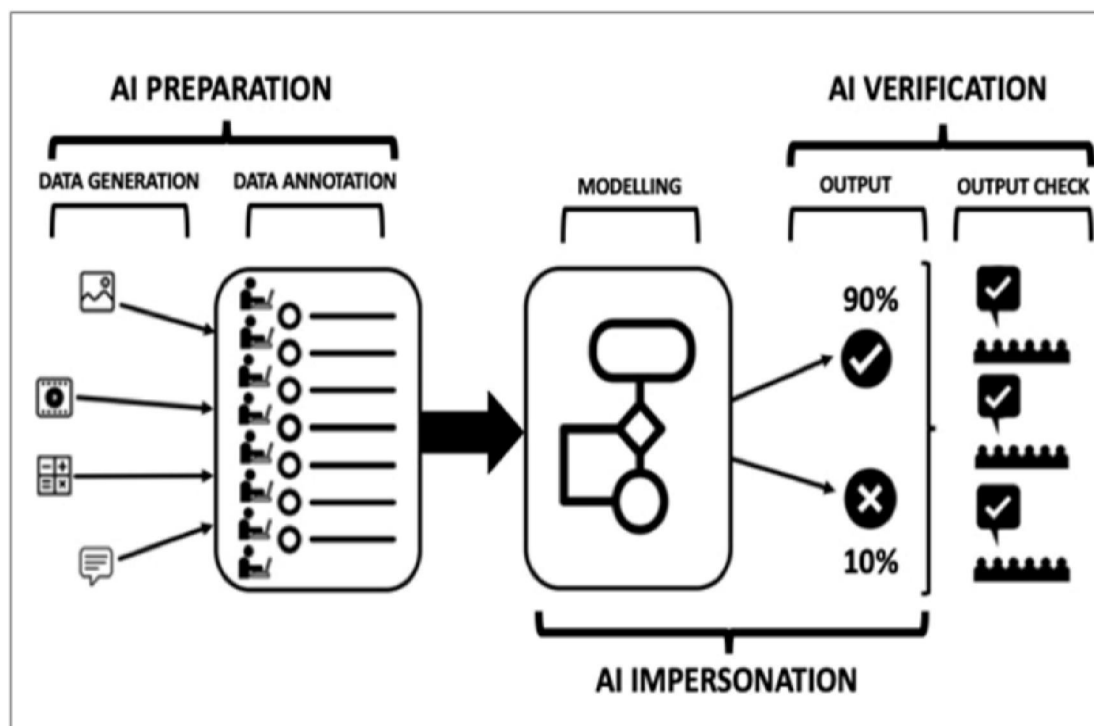 AI PREPARATION
AI VERIFICATION
DATA GENERATION
DATA ANNOTATION
MODELLING
OUTPUT
OUTPUT CHECK
90%
10%
AI IMPERSONATION